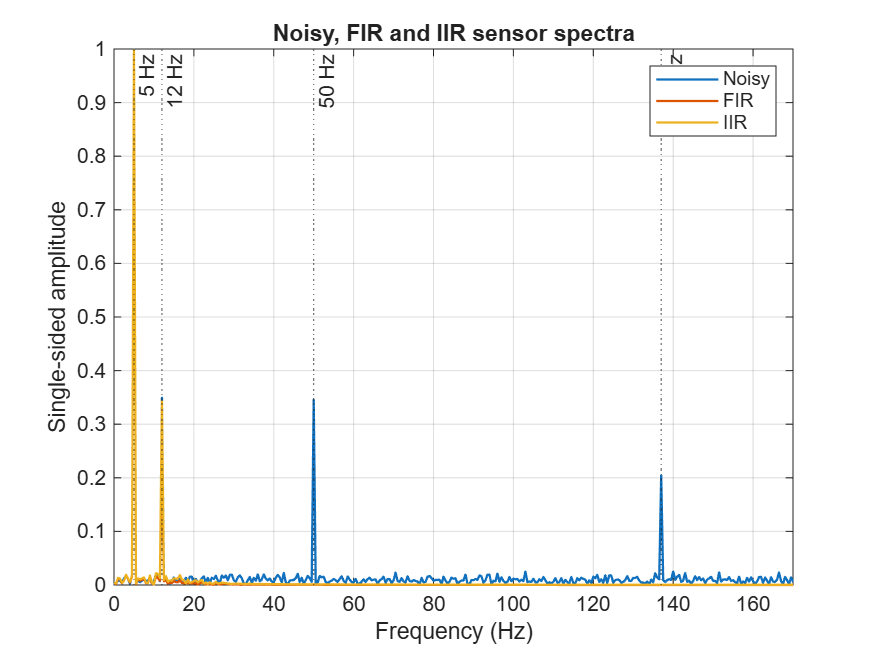 Noisy, FIR and IIR sensor spectra
Single-sided amplitude
1
0.9
0.8
0.7
0.6
0.5
0.4
0.3
0.2
0.1
0
5 Hz
12 Hz
50 Hz
z
Noisy
FIR
IIR
0 20 40 60 80 100 120 140 160
Frequency (Hz)